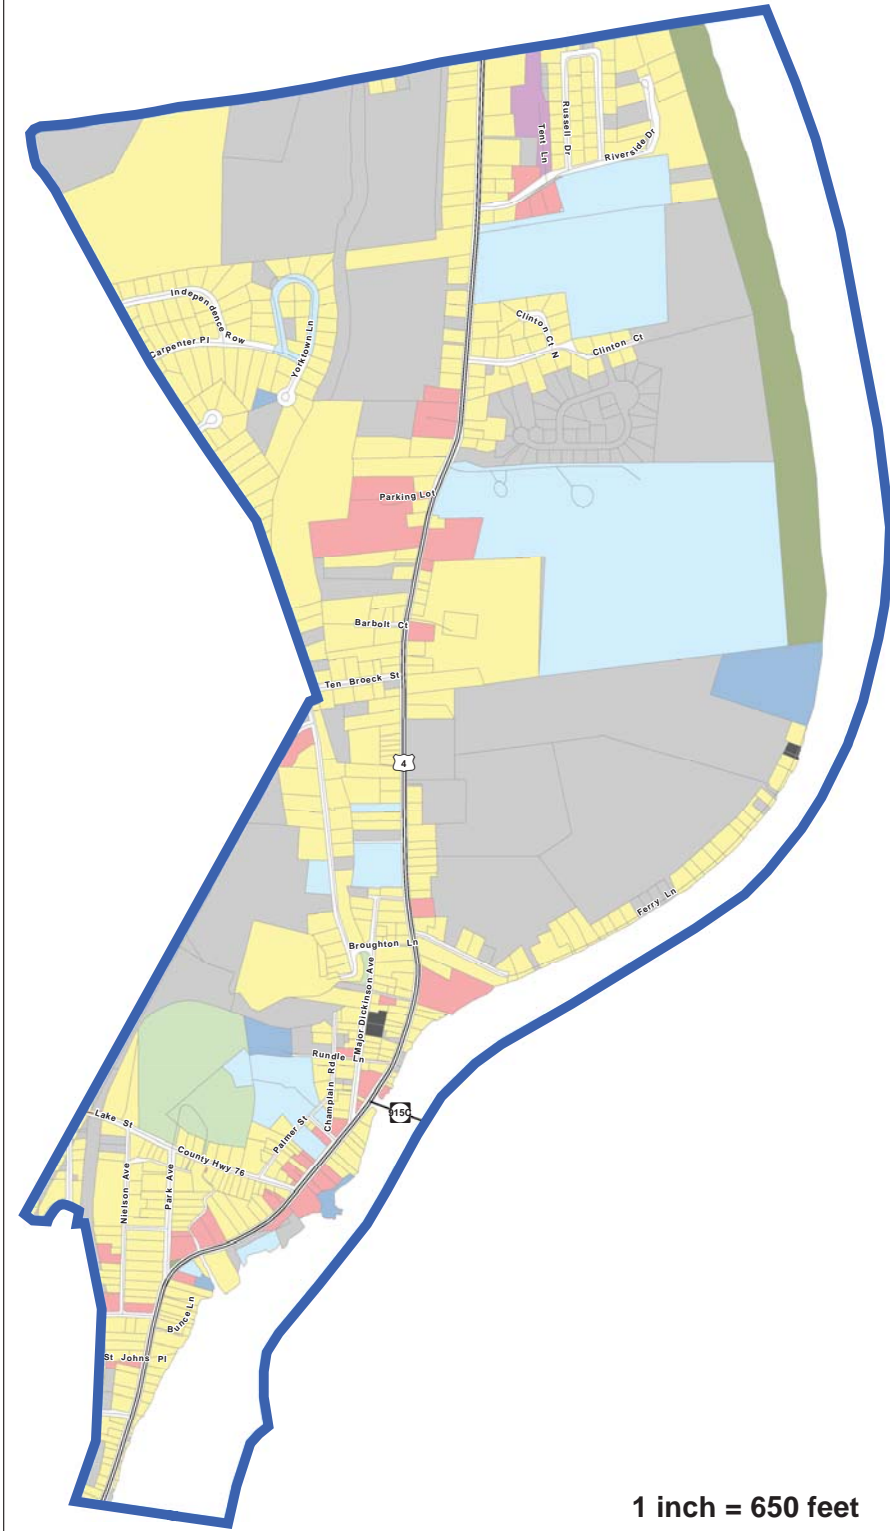 Tent Ln
Russell Dr
Riverside Dr
Independence Row
Carpenter Pl
Yorktown Ln
Clinton Ct N
Clinton Ct
Parking Lot
Barbolt Ct
Ten Broeck St
4
Ferry Ln
Broughton Ln
Major Dickinson Ave
Rundle Ln
Champlain Rd
915C
Palmer St
Lake St
County Hwy 76
Nielson Ave
Park Ave
Bunce Ln
St Johns Pl
1 inch = 650 feet